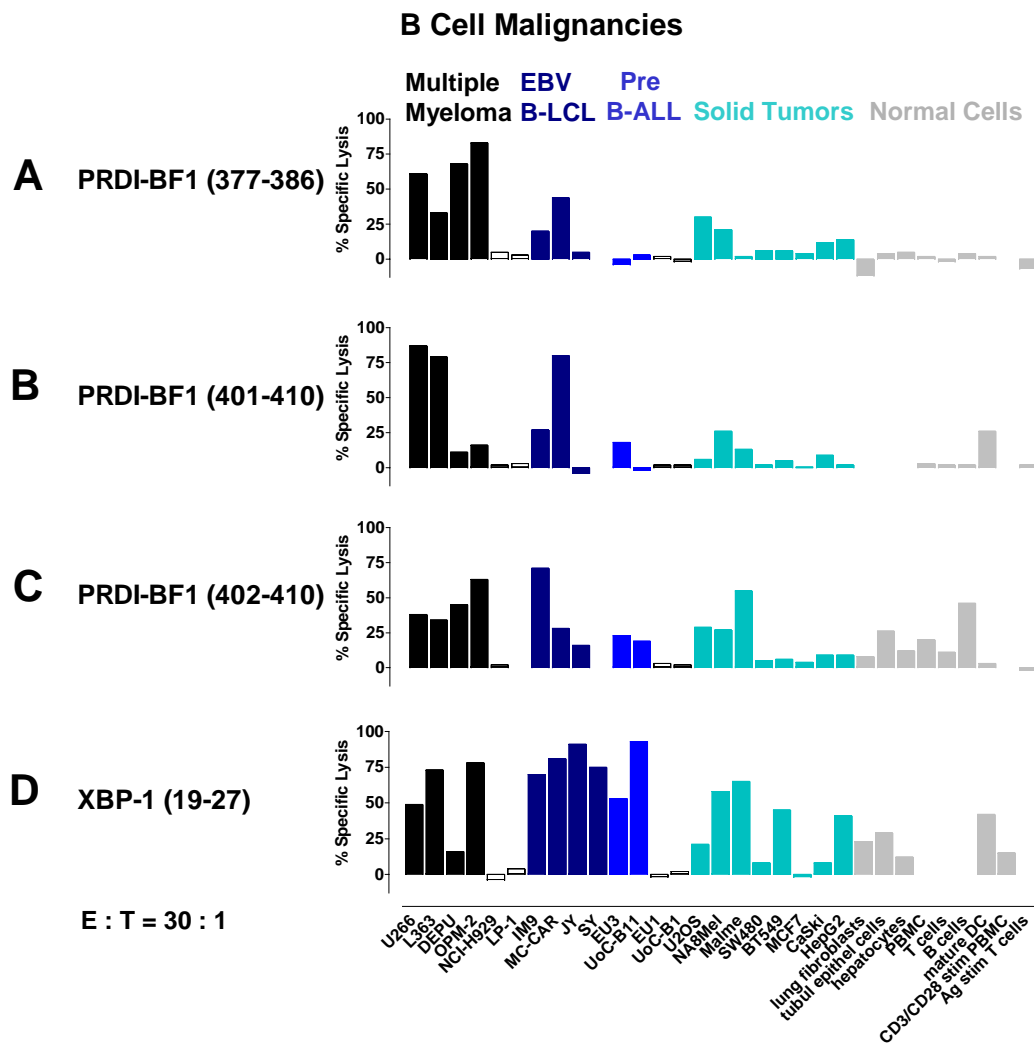 B Cell Malignancies
Multiple
Myeloma
EBV
B-LCL
Pre
B-ALL
Solid Tumors
Normal Cells
A
PRDI-BF1 (377-386)
% Specific Lysis
100
75
50
25
0
B
PRDI-BF1 (401-410)
% Specific Lysis
100
75
50
25
0
C
PRDI-BF1 (402-410)
% Specific Lysis
100
75
50
25
0
D
XBP-1 (19-27)
% Specific Lysis
100
75
50
25
0
E : T = 30 : 1
U266
L363
DEPU
OPM-2
NCI-H929
LP-1
IM9
MC-CAR
JY
SY
EU3
UoC-B11
EU1
UoC-B1
U2OS
NA8Mel
Malme
SW480
BT549
MCF7
CaSki
HepG2
lung fibroblasts
tubul epithel cells
hepatocytes
PBMC
T cells
B cells
mature DC
CD3/CD28 stim PBMC
Ag stim T cells